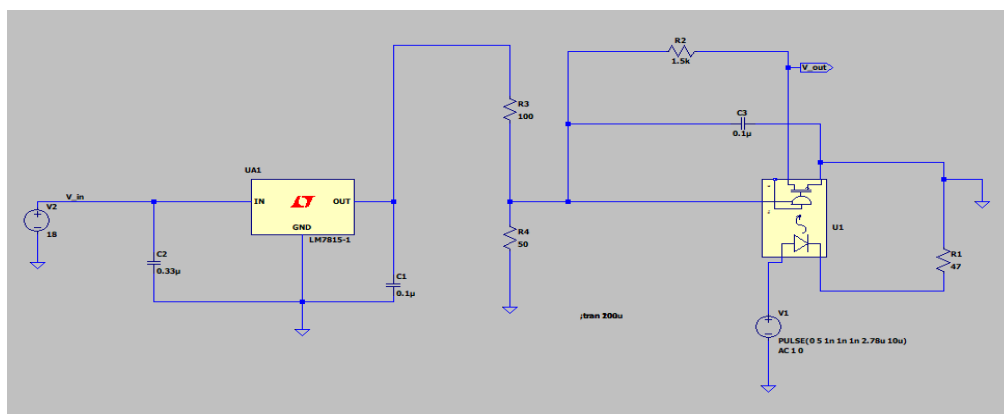 R2
1.5k
V_out
R3
100
C3
0.1µ
UA1
V_in
IN
OUT
GND
LM7815-1
V2
18
C2
0.33µ
C1
0.1µ
R4
50
U1
R1
47
V1
PULSE(0 5 1n 1n 1n 2.78u 10u)
AC 1 0